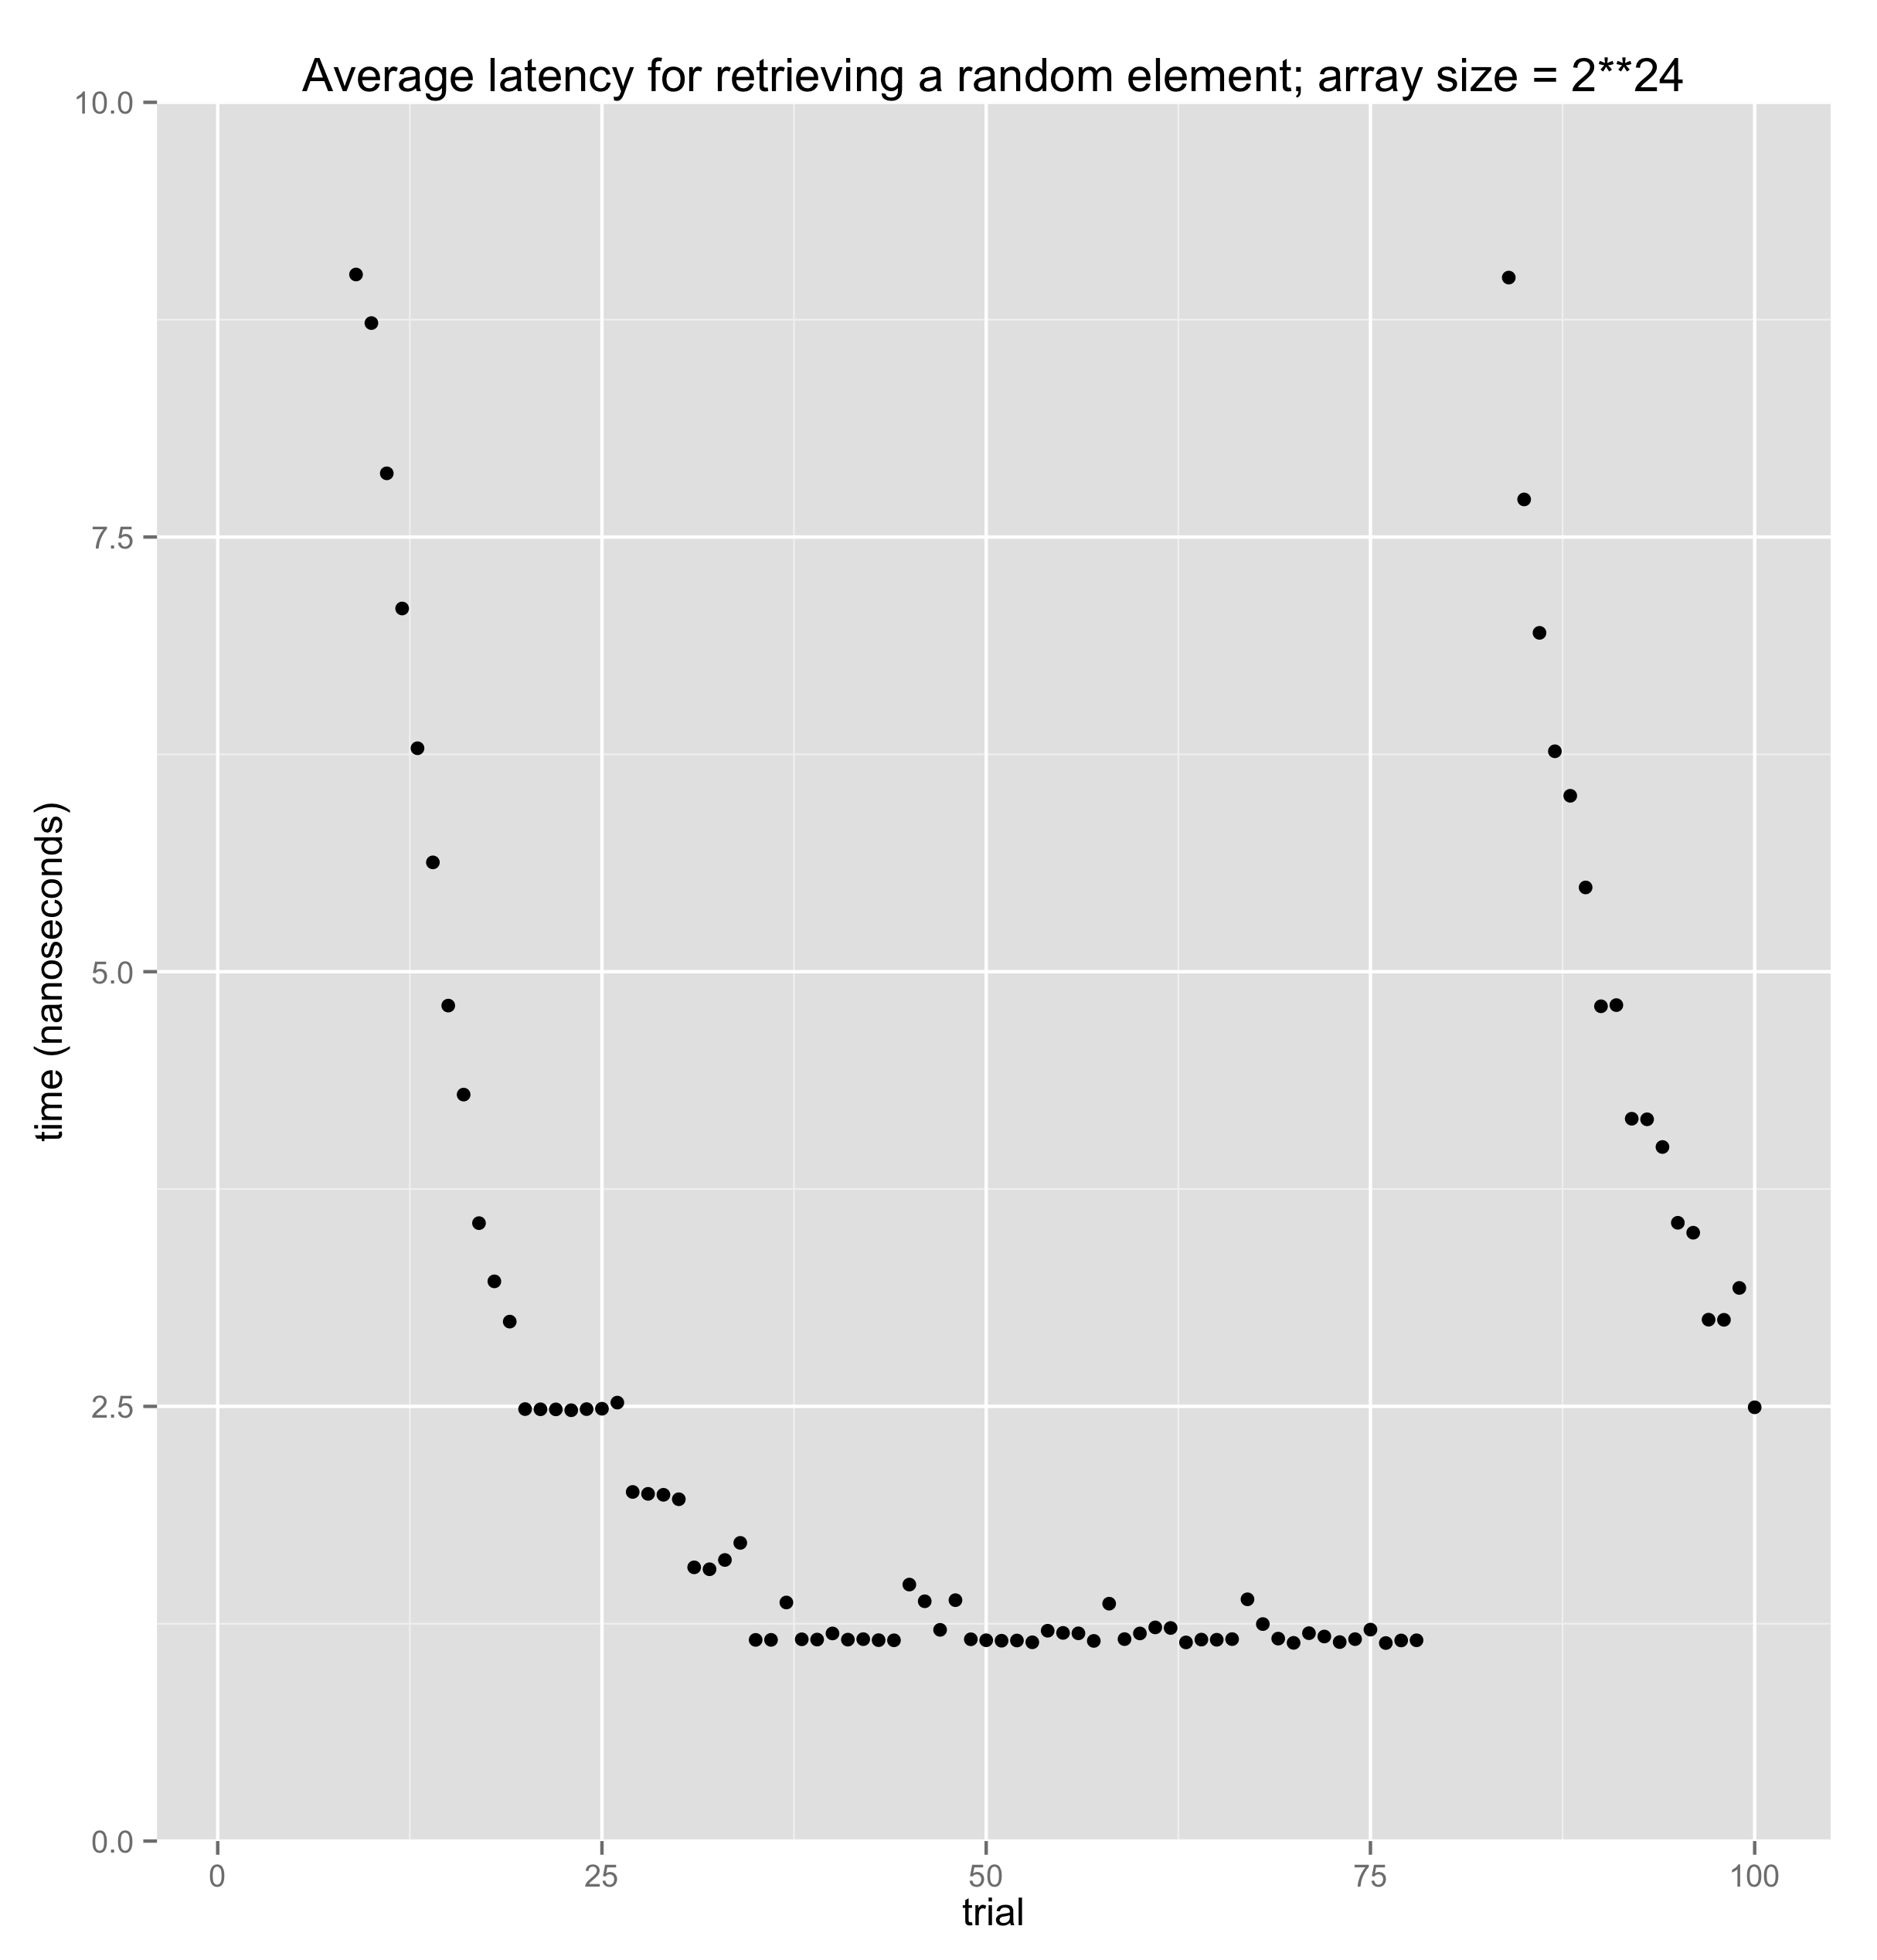 Average latency for retrieving a random element; array size = 2**24
10.0
7.5
5.0
2.5
0.0
time (nanoseconds)
0 25 50 75 100
trial